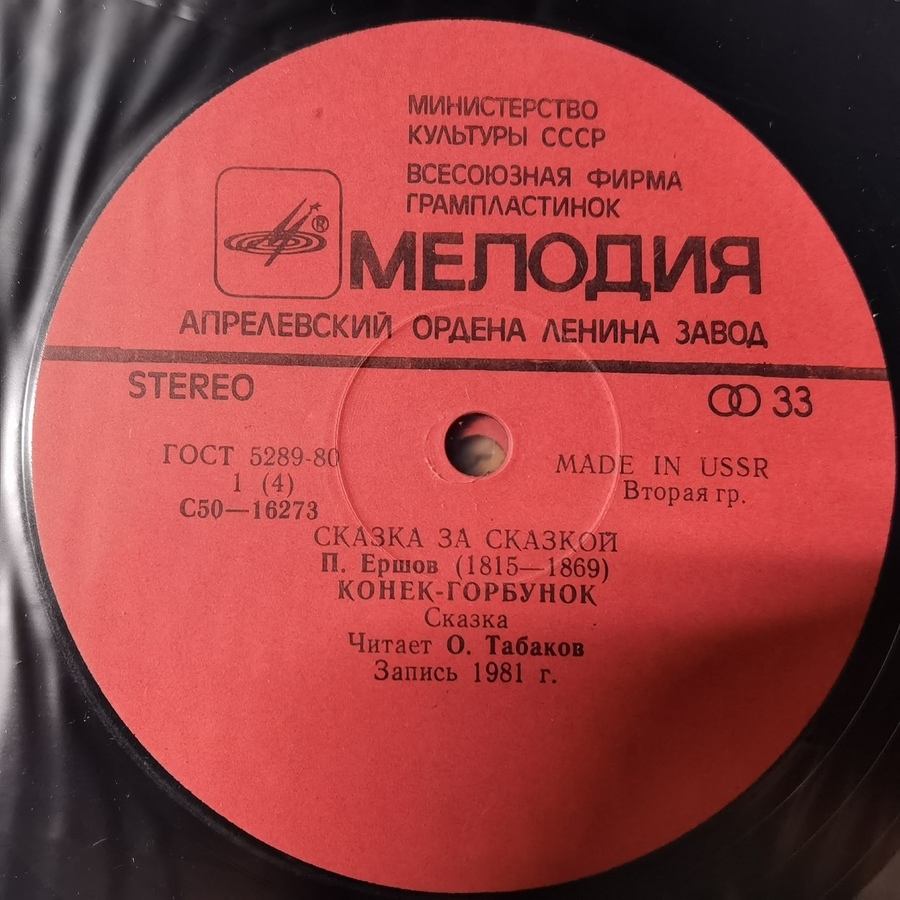 МИНИСТЕРСТВО
КУЛЬТУРЫ СССР
ВСЕСОЮЗНАЯ ФИРМА
ГРАМПЛАСТИНОК
®
МЕЛОДИЯ
АПРЕЛЕВСКИЙ ОРДЕНА ЛЕНИНА ЗАВОД
STEREO
33
ГОСТ 5289-80
MADE IN USSR
1 (4)
Вторая гр.
С50—16273
СКАЗКА ЗА СКАЗКОЙ
П. Ершов (1815—1869)
КОНЕК-ГОРБУНОК
Сказка
Читает О. Табаков
Запись 1981 г.